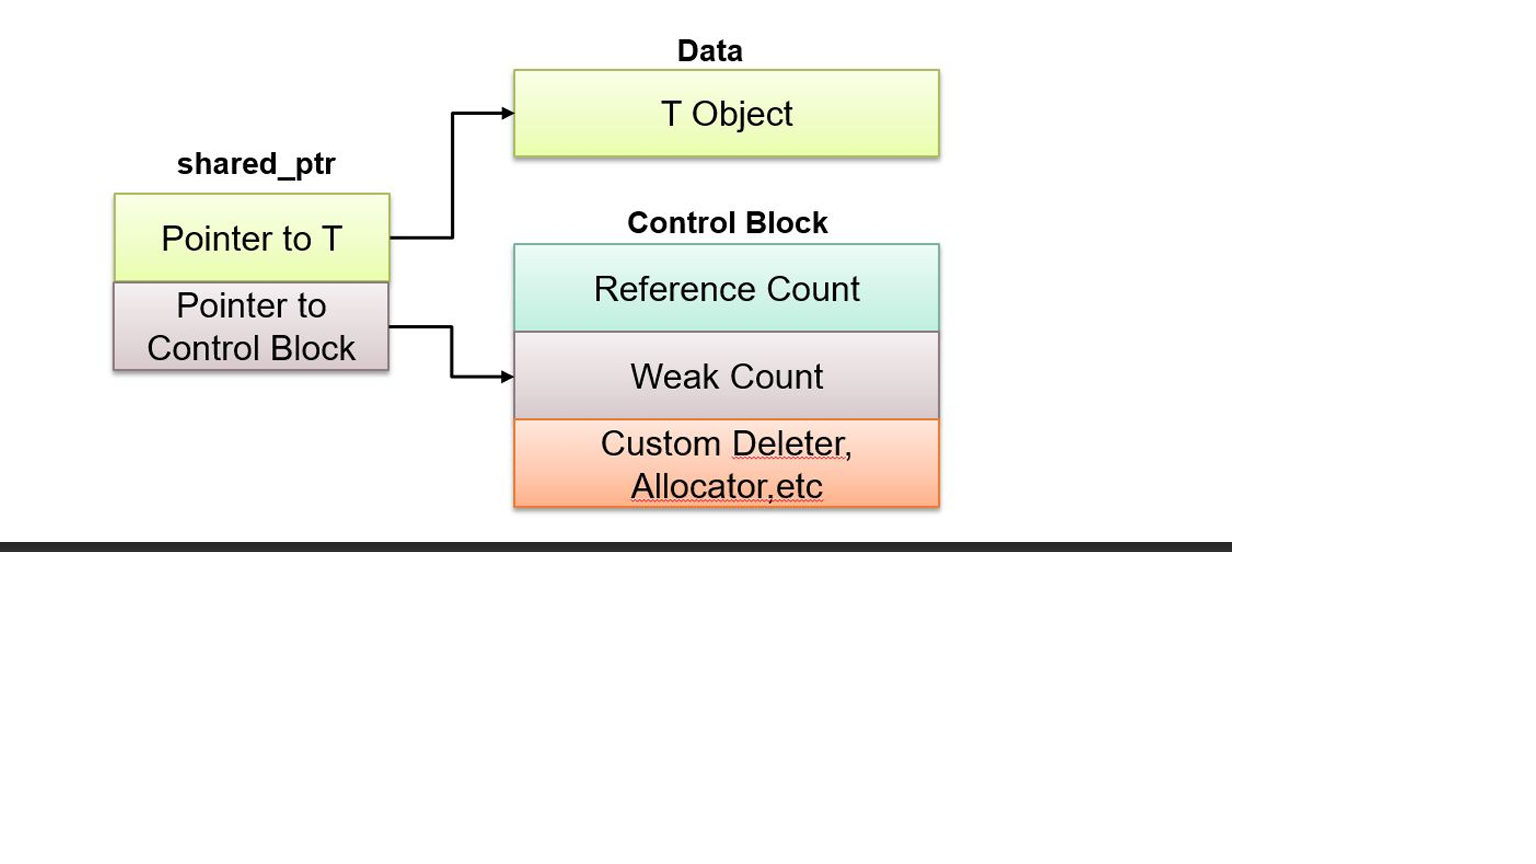 Data
T Object
shared_ptr
Pointer to T
Pointer to
Control Block
Control Block
Reference Count
Weak Count
Custom Deleter,
Allocator,etc